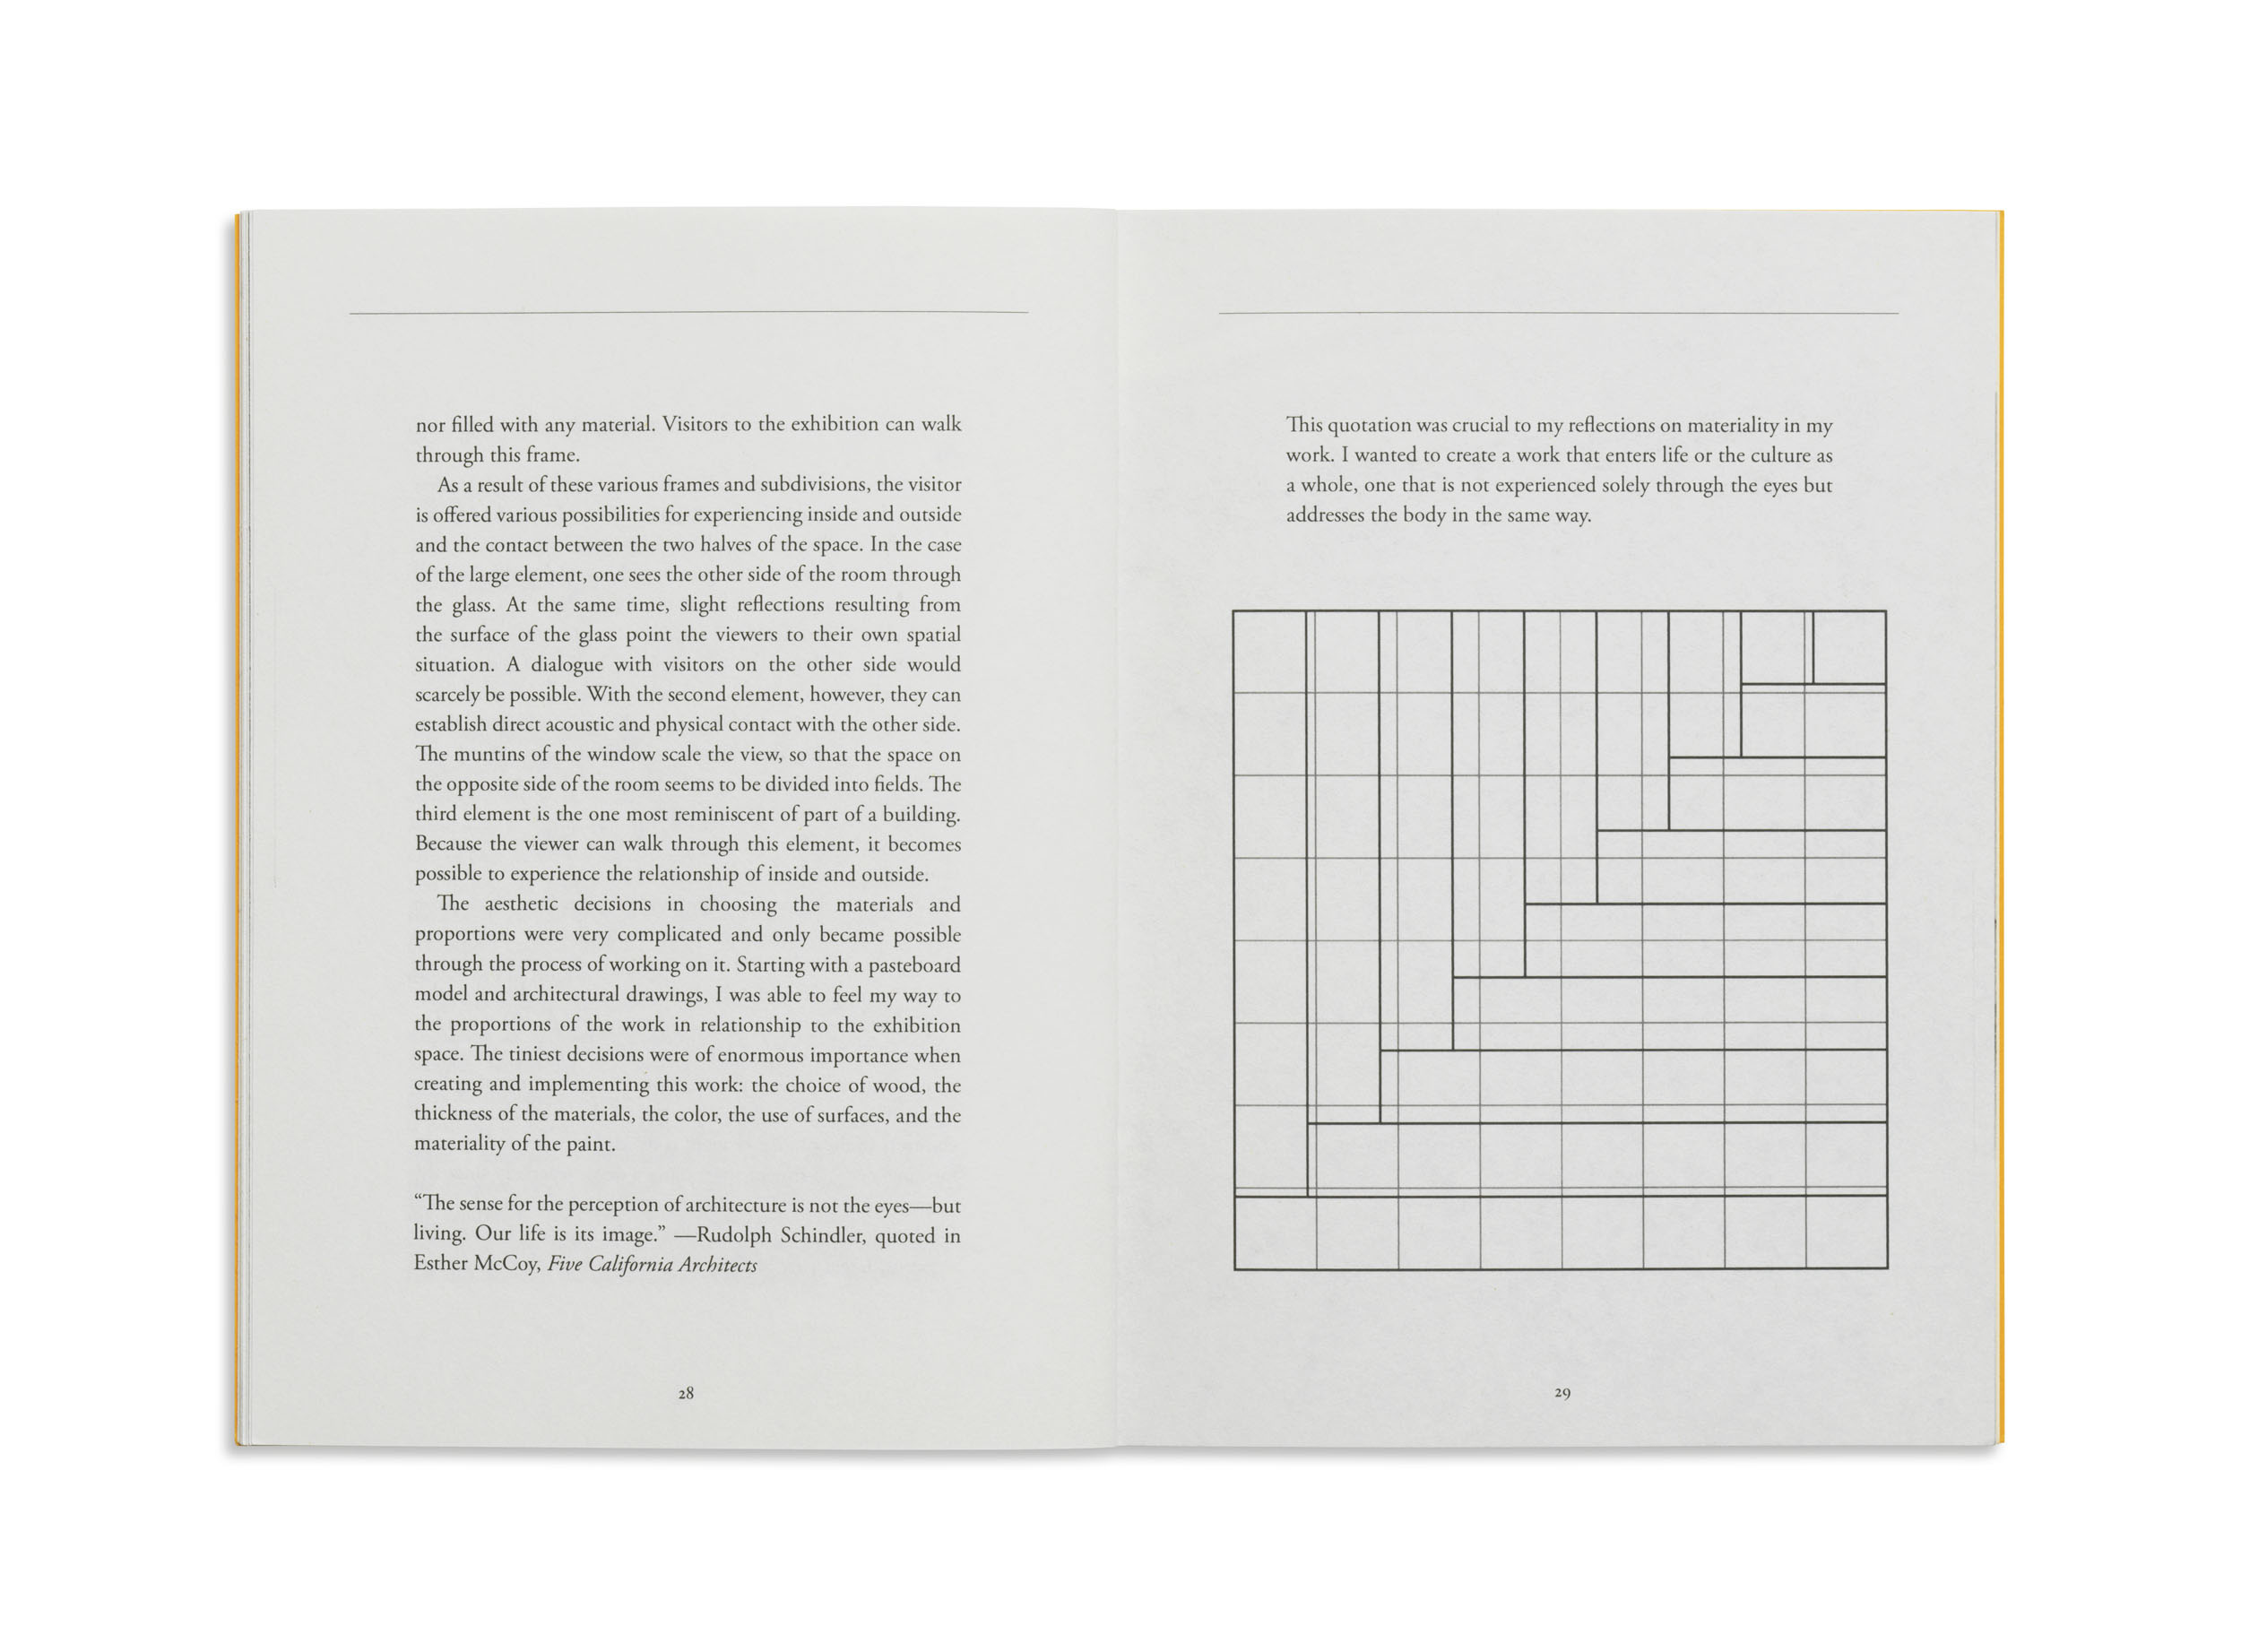 nor filled with any material. Visitors to the exhibition can walk
through this frame.
As a result of these various frames and subdivisions, the visitor
is offered various possibilities for experiencing inside and outside
and the contact between the two halves of the space. In the case
of the large element, one sees the other side of the room through
the glass. At the same time, slight reflections resulting from
the surface of the glass point the viewers to their own spatial
situation. A dialogue with visitors on the other side would
scarcely be possible. With the second element, however, they can
establish direct acoustic and physical contact with the other side.
The muntins of the window scale the view, so that the space on
the opposite side of the room seems to be divided into fields. The
third element is the one most reminiscent of part of a building.
Because the viewer can walk through this element, it becomes
possible to experience the relationship of inside and outside.
The aesthetic decisions in choosing the materials and
proportions were very complicated and only became possible
through the process of working on it. Starting with a pasteboard
model and architectural drawings, I was able to feel my way to
the proportions of the work in relationship to the exhibition
space. The tiniest decisions were of enormous importance when
creating and implementing this work: the choice of wood, the
thickness of the materials, the color, the use of surfaces, and the
materiality of the paint.
“The sense for the perception of architecture is not the eyes—but
living. Our life is its image.” —Rudolph Schindler, quoted in
Esther McCoy, Five California Architects
28
This quotation was crucial to my reflections on materiality in my
work. I wanted to create a work that enters life or the culture as
a whole, one that is not experienced solely through the eyes but
addresses the body in the same way.
29